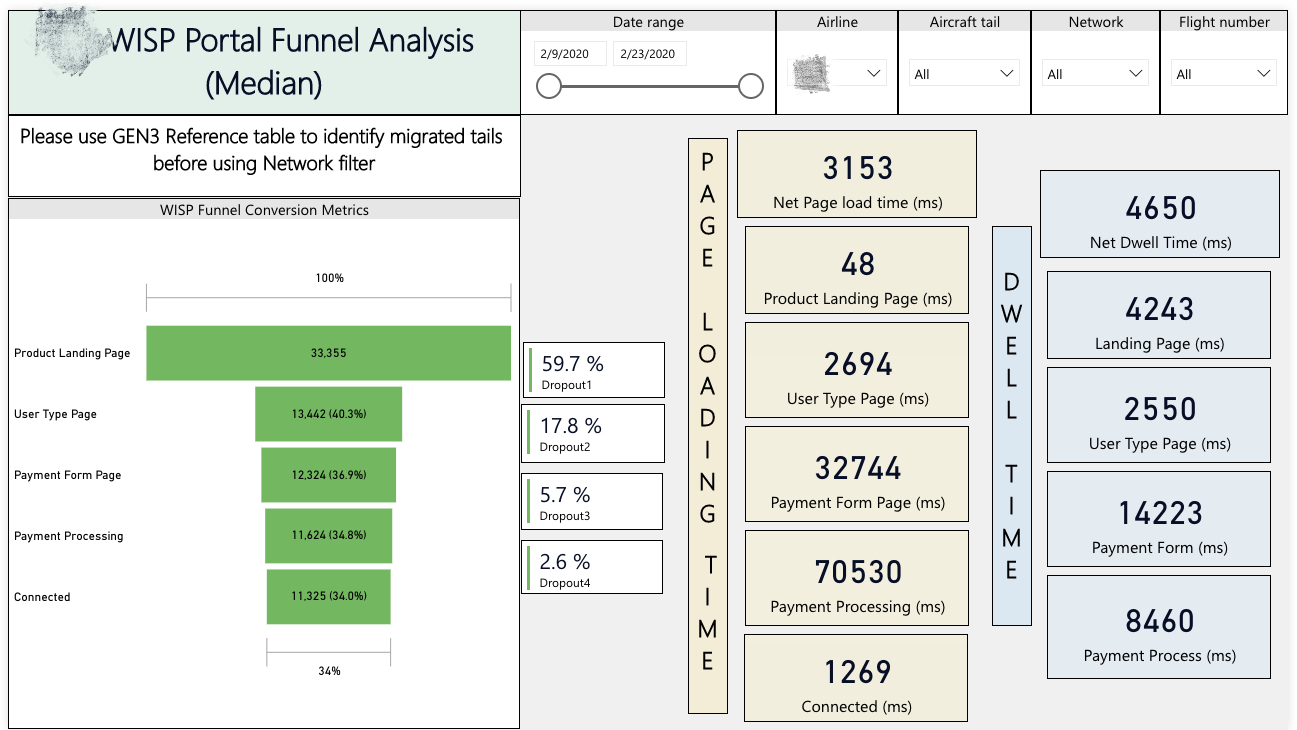 WISP Portal Funnel Analysis
(Median)
Date range
2/9/2020
2/23/2020
Airline
Aircraft tail
All
Network
All
Flight number
All
Please use GEN3 Reference table to identify migrated tails
before using Network filter
WISP Funnel Conversion Metrics
100%
Product Landing Page
33,355
User Type Page
13,442 (40.3%)
Payment Form Page
12,324 (36.9%)
Payment Processing
11,624 (34.8%)
Connected
11,325 (34.0%)
34%
59.7 %
Dropout1
17.8 %
Dropout2
5.7 %
Dropout3
2.6 %
Dropout4
PAGE LOADING TIME
3153
Net Page load time (ms)
48
Product Landing Page (ms)
2694
User Type Page (ms)
32744
Payment Form Page (ms)
70530
Payment Processing (ms)
1269
Connected (ms)
DWELL TIME
4650
Net Dwell Time (ms)
4243
Landing Page (ms)
2550
User Type Page (ms)
14223
Payment Form (ms)
8460
Payment Process (ms)